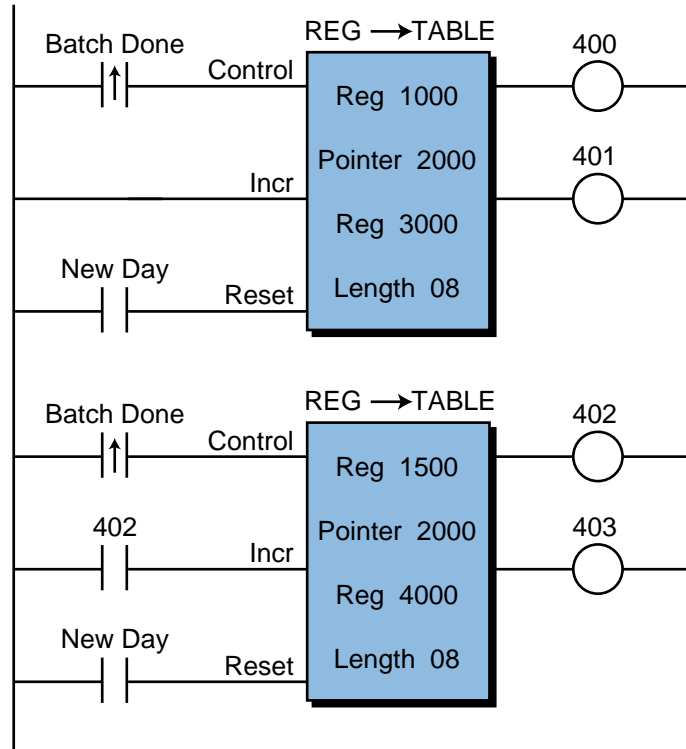 REG → TABLE
400
Batch Done
Control
Reg 1000
Pointer 2000
401
Incr
Reg 3000
New Day
Reset
Length 08
REG → TABLE
402
Batch Done
Control
Reg 1500
402
Pointer 2000
403
Incr
Reg 4000
New Day
Reset
Length 08